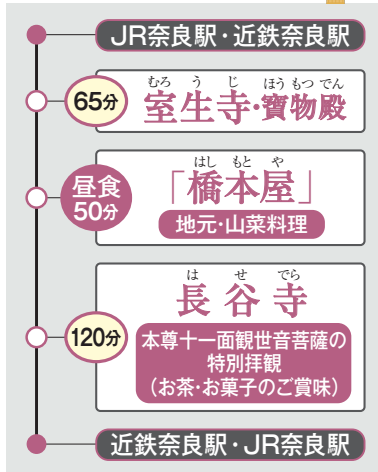 JR奈良駅・近鉄奈良駅
65分
むろ う じ ほう もつ でん
室生寺・寳物殿
昼食
50分
はし もと や
「橋本屋」
地元・山菜料理
120分
は せ でら
長谷寺
本尊十一面観世音菩薩の
特別拝観
(お茶・お菓子のご賞味)
近鉄奈良駅・JR奈良駅